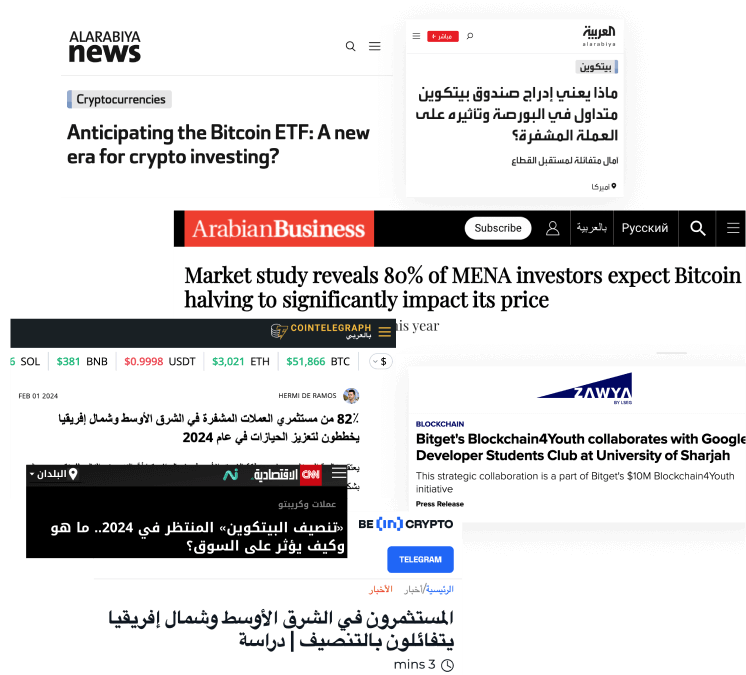 ALARABIYA
news
Cryptocurrencies
Anticipating the Bitcoin ETF: A new
era for crypto investing?
العربية
alarabiya
مباشر
بيتكوين
ماذا يعني إدراج صندوق بيتكوين
متداول في البورصة وتأثيره على
العملة المشفرة؟
آمال متفائلة لمستقبل القطاع
أميركا
ArabianBusiness
Subscribe
بالعربية
Русский
Market study reveals 80% of MENA investors expect Bitcoin
halving to significantly impact its price
his year
COINTELEGRAPH
بالعربي
6 SOL $381 BNB $0.9998 USDT $3,021 ETH $51,866 BTC $
FEB 01 2024
HERMI DE RAMOS
82٪ من مستثمري العملات المشفرة في الشرق الأوسط وشمال إفريقيا
يخططون لتعزيز الحيازات في عام 2024
ZAWYA
BY LSEG
BLOCKCHAIN
Bitget's Blockchain4Youth collaborates with Google
Developer Students Club at University of Sharjah
This strategic collaboration is a part of Bitget's $10M Blockchain4Youth
initiative
Press Release
CNN الاقتصادية
البلدان
عملات وكريبتو
«تنصيف البيتكوين» المنتظر في 2024.. ما هو
وكيف يؤثر على السوق؟
BE[IN]CRYPTO
TELEGRAM
الرئيسية/أخبار الأخبار
المستثمرون في الشرق الأوسط وشمال إفريقيا
يتفائلون بالتنصيف | دراسة
3 mins